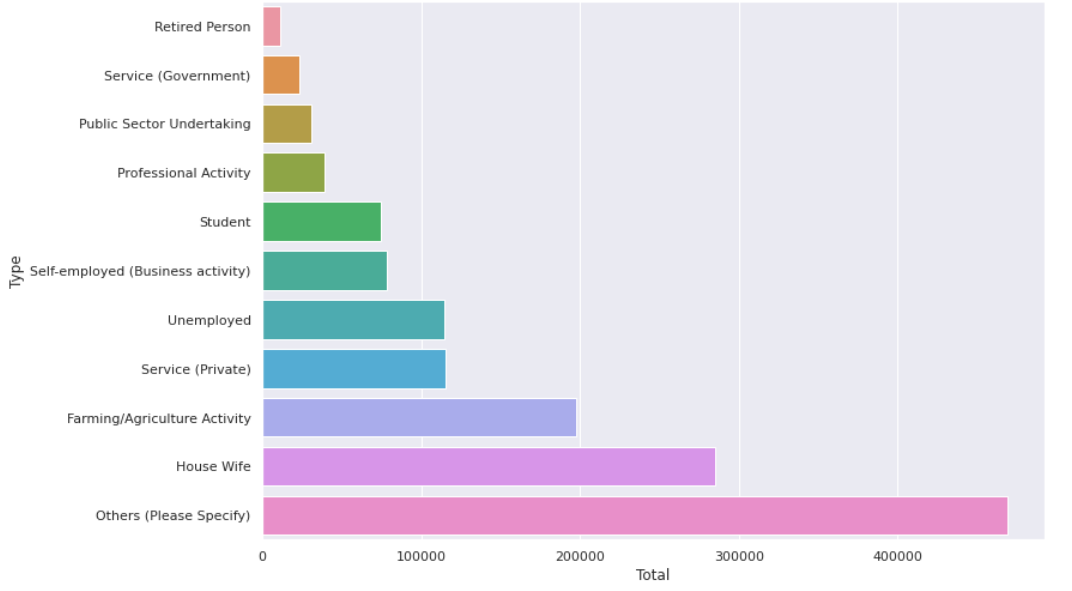 Retired Person
Service (Government)
Public Sector Undertaking
Professional Activity
Student
Self-employed (Business activity)
Unemployed
Service (Private)
Farming/Agriculture Activity
House Wife
Others (Please Specify)
Type
0 100000 200000 300000 400000
Total